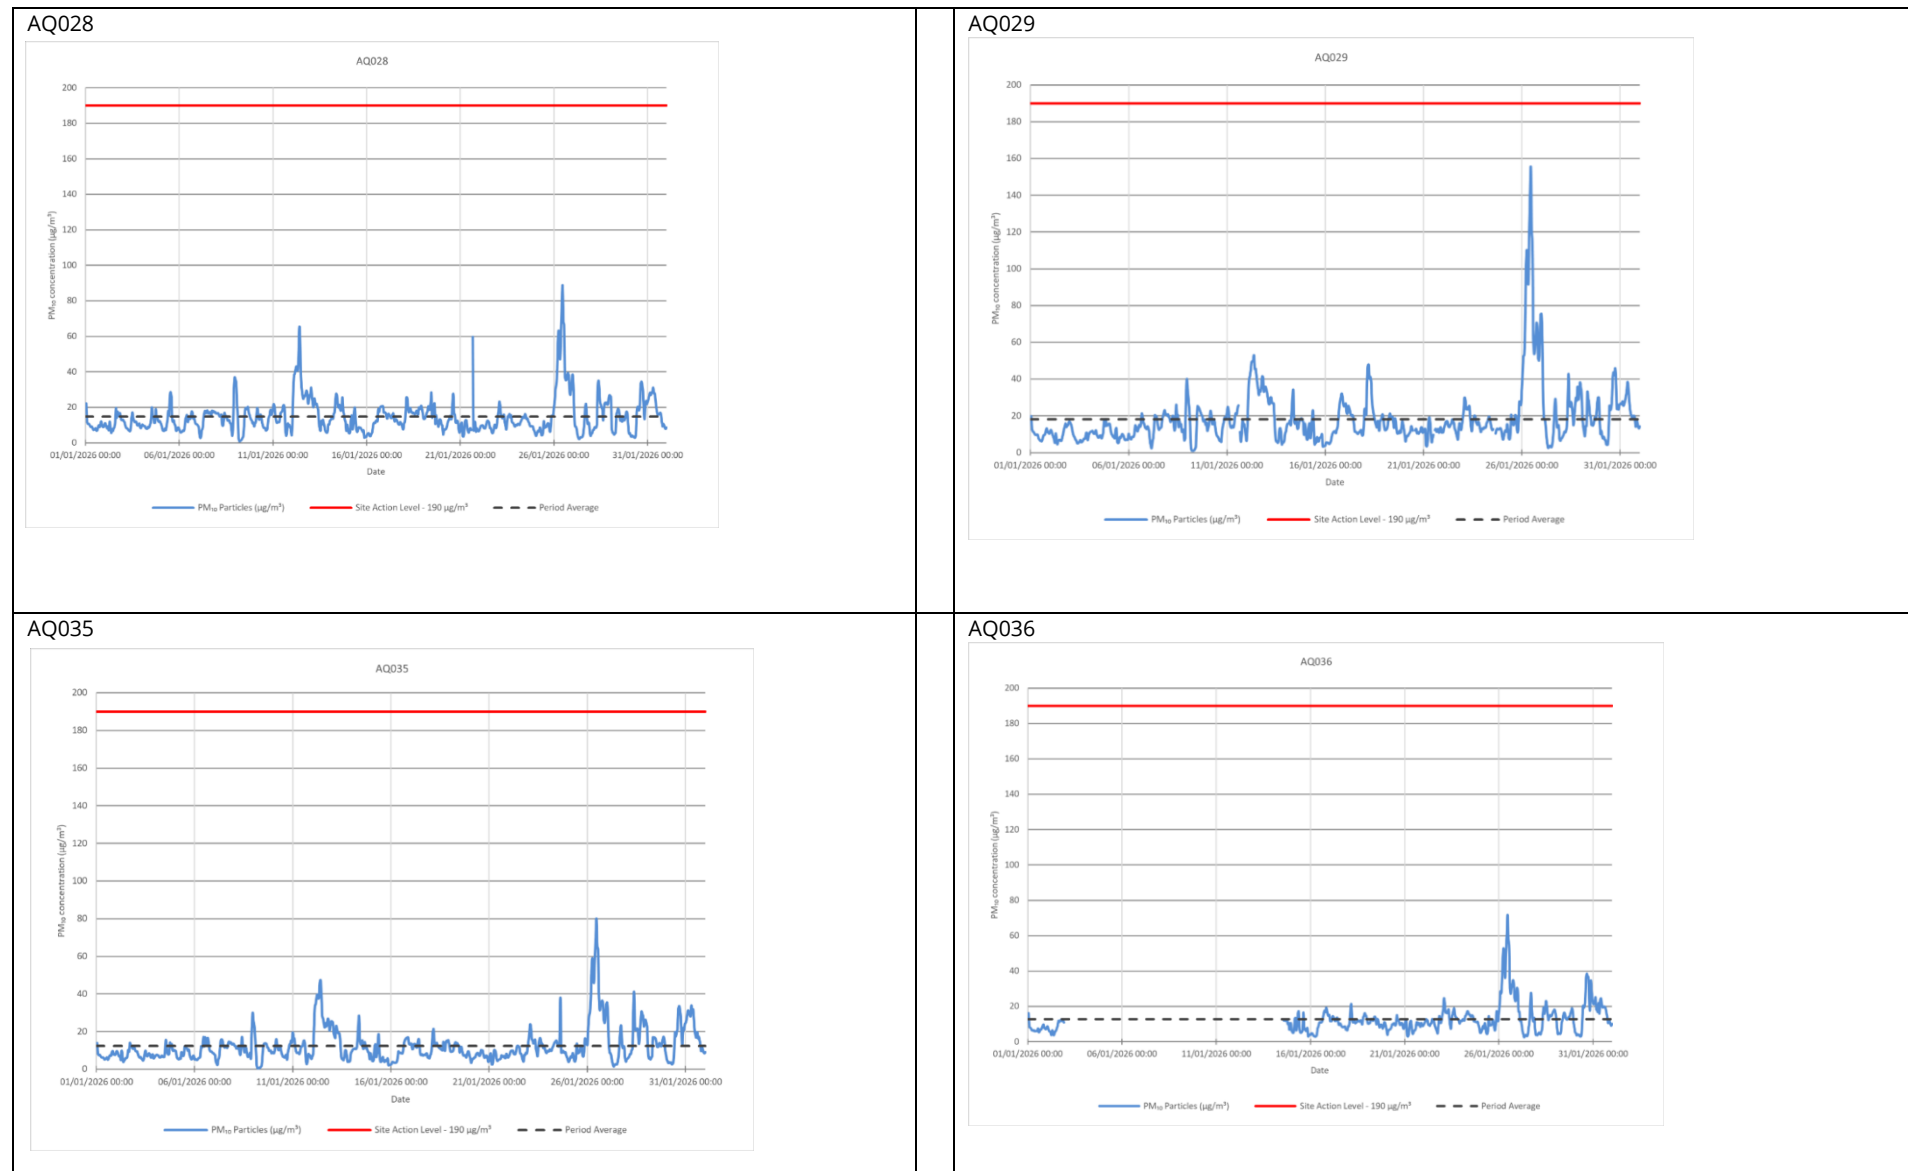 AQ028
AQ028
200
180
160
140
120
100
80
60
40
20
0
PM₁₀ concentration (µg/m³)
01/01/2026 00:00 06/01/2026 00:00 11/01/2026 00:00 16/01/2026 00:00 21/01/2026 00:00 26/01/2026 00:00 31/01/2026 00:00
Date
PM₁₀ Particles (µg/m³) Site Action Level - 190 µg/m³ Period Average
AQ029
AQ029
200
180
160
140
120
100
80
60
40
20
0
PM₁₀ concentration (µg/m³)
01/01/2026 00:00 06/01/2026 00:00 11/01/2026 00:00 16/01/2026 00:00 21/01/2026 00:00 26/01/2026 00:00 31/01/2026 00:00
Date
PM₁₀ Particles (µg/m³) Site Action Level - 190 µg/m³ Period Average
AQ035
AQ035
200
180
160
140
120
100
80
60
40
20
0
PM₁₀ concentration (µg/m³)
01/01/2026 00:00 06/01/2026 00:00 11/01/2026 00:00 16/01/2026 00:00 21/01/2026 00:00 26/01/2026 00:00 31/01/2026 00:00
Date
PM₁₀ Particles (µg/m³) Site Action Level - 190 µg/m³ Period Average
AQ036
AQ036
200
180
160
140
120
100
80
60
40
20
0
PM₁₀ concentration (µg/m³)
01/01/2026 00:00 06/01/2026 00:00 11/01/2026 00:00 16/01/2026 00:00 21/01/2026 00:00 26/01/2026 00:00 31/01/2026 00:00
Date
PM₁₀ Particles (µg/m³) Site Action Level - 190 µg/m³ Period Average